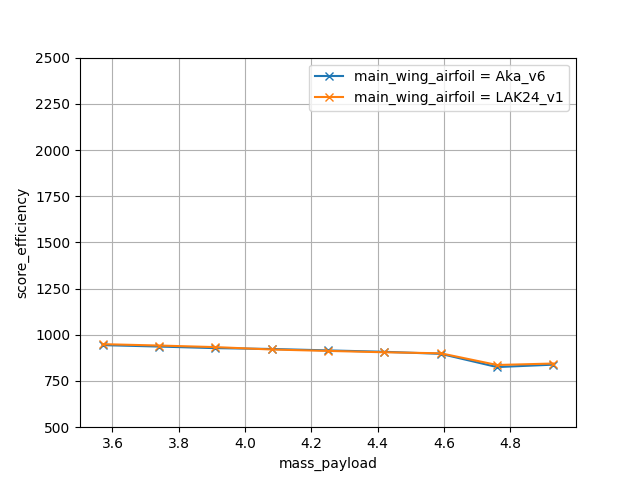 2500
2250
2000
1750
1500
1250
1000
750
500
score_efficiency
main_wing_airfoil = Aka_v6
main_wing_airfoil = LAK24_v1
3.6 3.8 4.0 4.2 4.4 4.6 4.8
mass_payload